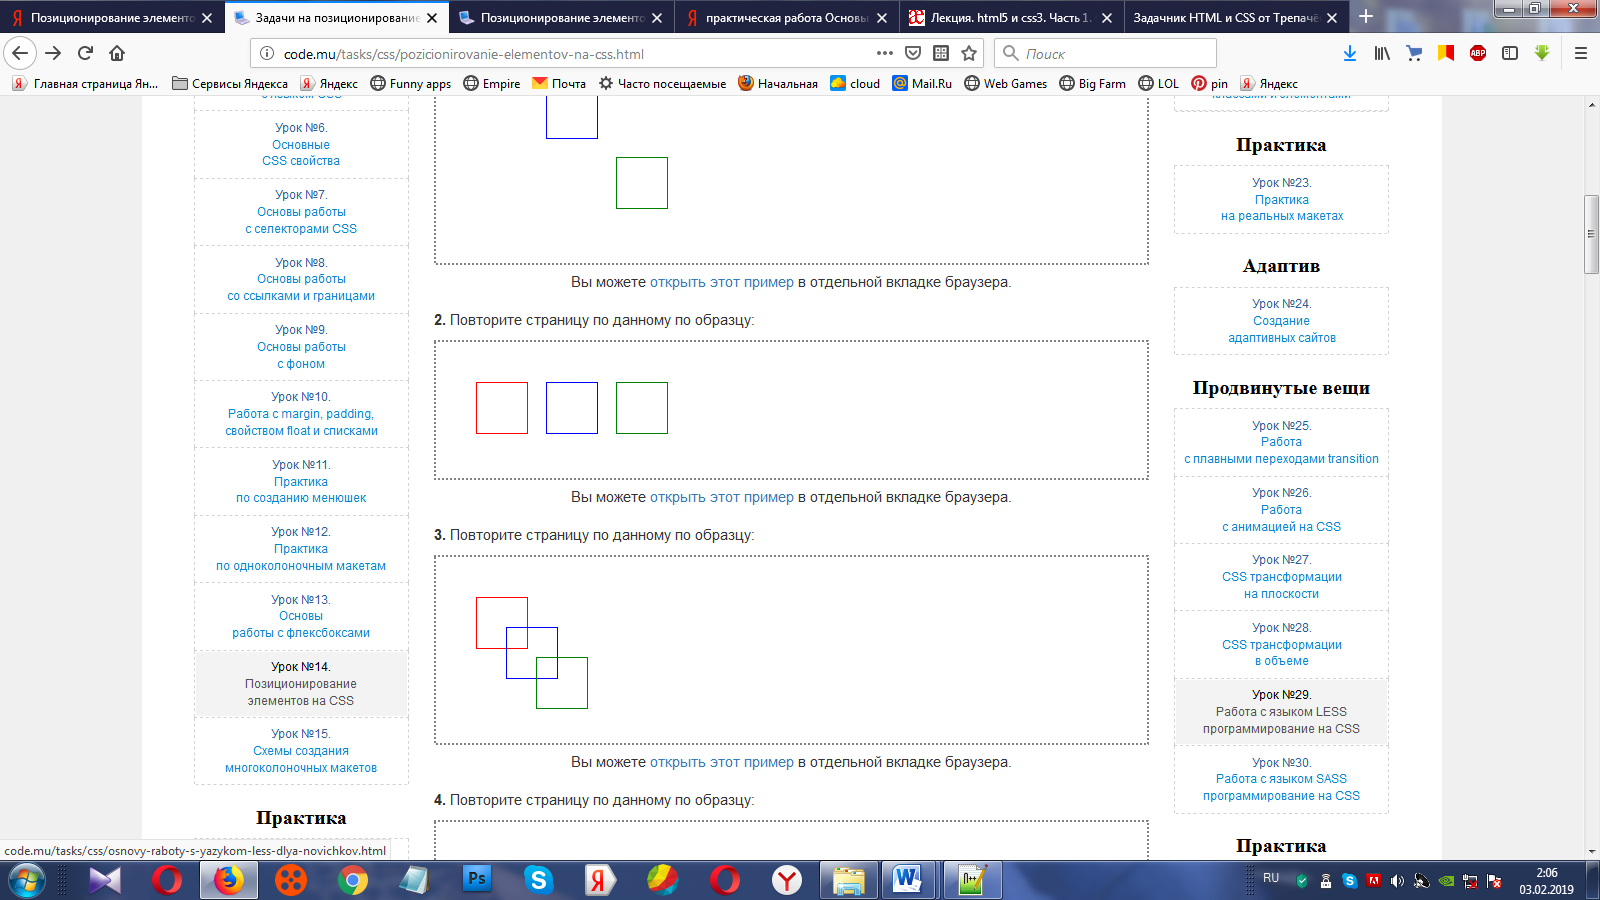 Позиционирование элементо
Задачи на позиционирование
Позиционирование элементо
практическая работа Основы
Лекция. html5 и css3. Часть 1.
Задачник HTML и CSS от Трепачё
code.mu/tasks/css/pozicionirovanie-elementov-na-css.html
Поиск
ABP
Главная страница Ян...
Сервисы Яндекса
Яндекс
Funny apps
Empire
Почта
Часто посещаемые
Начальная
cloud
Mail.Ru
Web Games
Big Farm
LOL
pin
Яндекс
Урок №6.
Основные
CSS свойства
Урок №7.
Основы работы
с селекторами CSS
Урок №8.
Основы работы
со ссылками и границами
Урок №9.
Основы работы
с фоном
Урок №10.
Работа с margin, padding,
свойством float и списками
Урок №11.
Практика
по созданию менюшек
Урок №12.
Практика
по одноколоночным макетам
Урок №13.
Основы
работы с флексбоксами
Урок №14.
Позиционирование
элементов на CSS
Урок №15.
Схемы создания
многоколоночных макетов
Практика
Вы можете открыть этот пример в отдельной вкладке браузера.
2. Повторите страницу по данному по образцу:
Вы можете открыть этот пример в отдельной вкладке браузера.
3. Повторите страницу по данному по образцу:
Вы можете открыть этот пример в отдельной вкладке браузера.
4. Повторите страницу по данному по образцу:
Практика
Урок №23.
Практика
на реальных макетах
Адаптив
Урок №24.
Создание
адаптивных сайтов
Продвинутые вещи
Урок №25.
Работа
с плавными переходами transition
Урок №26.
Работа
с анимацией на CSS
Урок №27.
CSS трансформации
на плоскости
Урок №28.
CSS трансформации
в объеме
Урок №29.
Работа с языком LESS
программирование на CSS
Урок №30.
Работа с языком SASS
программирование на CSS
Практика
code.mu/tasks/css/osnovy-raboty-s-yazykom-less-dlya-novichkov.html
Ps
RU
2:06
03.02.2019